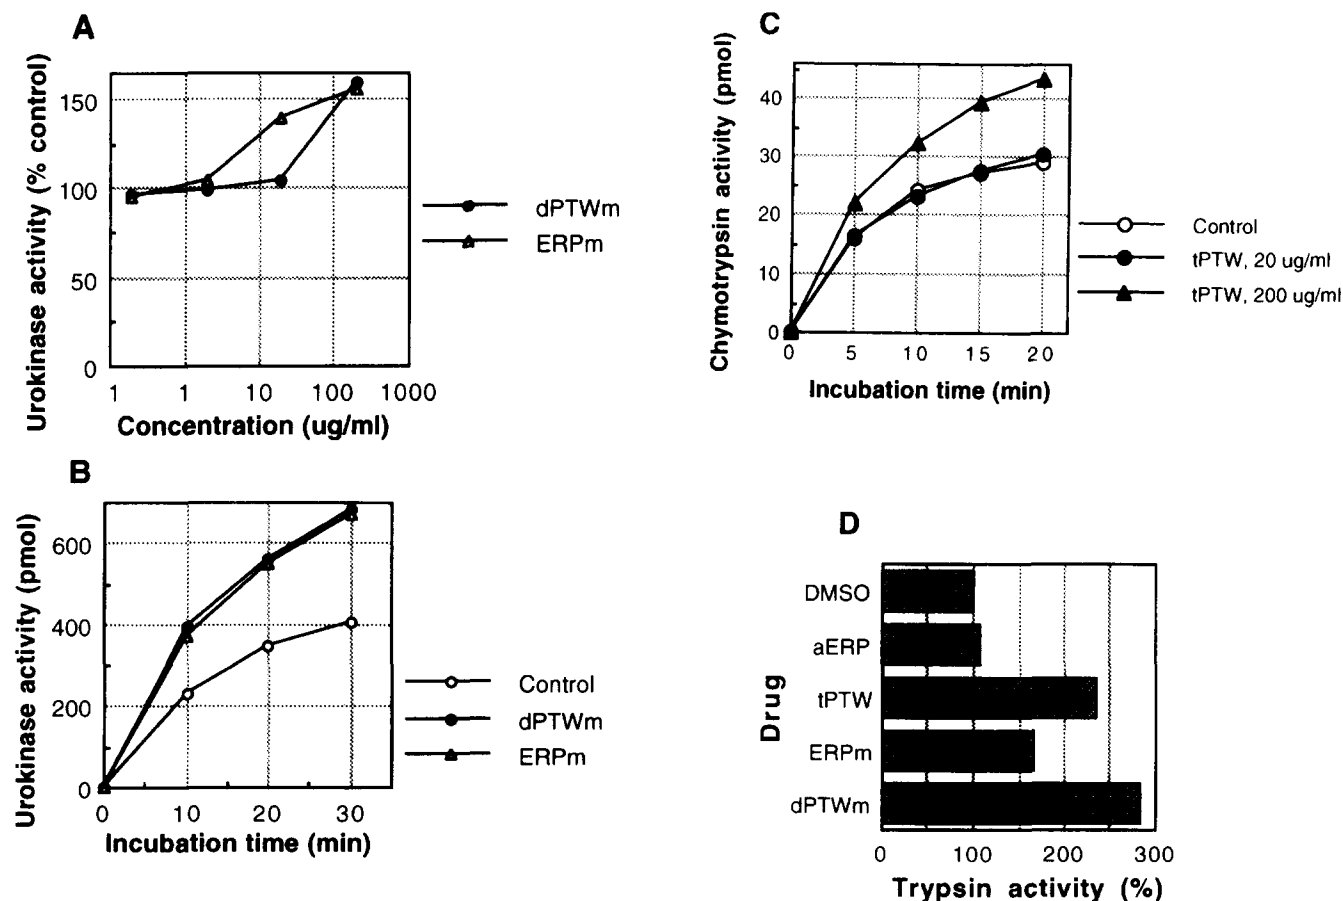 A
Urokinase activity (% control)
150
100
50
0
1 1 10 100 1000
Concentration (ug/ml)
dPTWm
ERPm
B
Urokinase activity (pmol)
600
400
200
0
0 10 20 30
Incubation time (min)
Control
dPTWm
ERPm
C
Chymotrypsin activity (pmol)
40
30
20
10
0
0 5 10 15 20
Incubation time (min)
Control
tPTW, 20 ug/ml
tPTW, 200 ug/ml
D
Drug
DMSO
aERP
tPTW
ERPm
dPTWm
0 100 200 300
Trypsin activity (%)